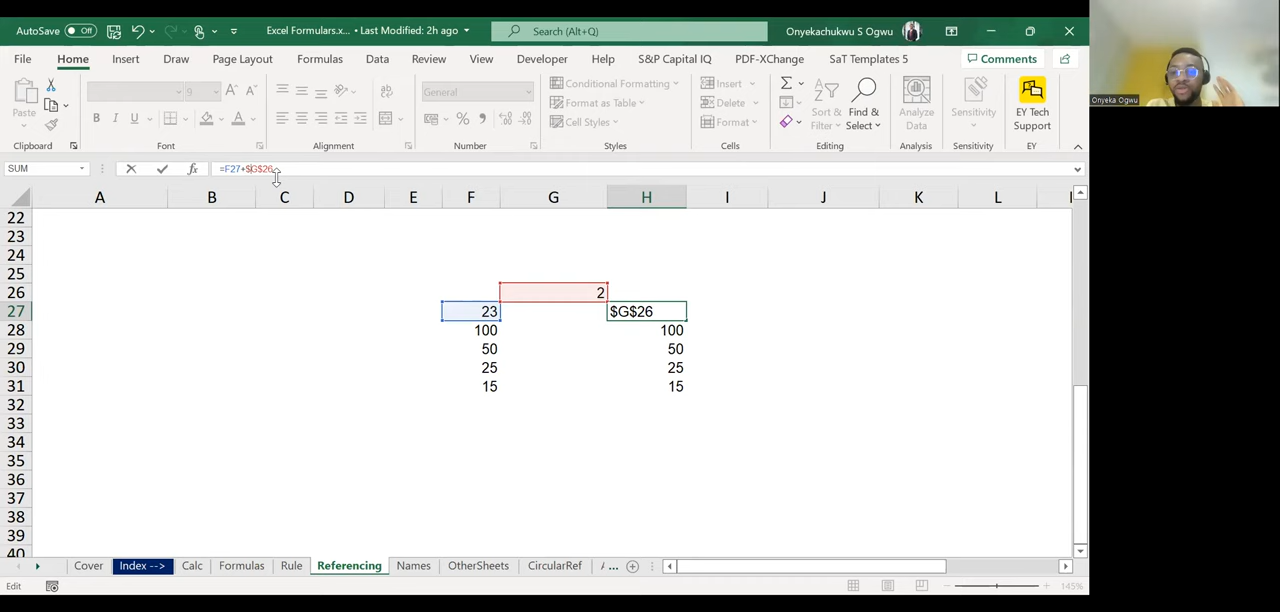 AutoSave Off Excel Formulars.x... • Last Modified: 2h ago Search (Alt+Q) Onyekachukwu S Ogwu
File Home Insert Draw Page Layout Formulas Data Review View Developer Help S&P Capital IQ PDF-XChange SaT Templates 5 Comments
Paste 9 A A General Conditional Formatting Format as Table Cell Styles Insert Delete Format Sort & Filter Find & Select Analyze Data Sensitivity EY Tech Support
B I U A
Clipboard Font Alignment Number Styles Cells Editing Analysis Sensitivity EY
SUM fx =F27+$G$26
A B C D E F G H I J K L
22
23
24
25
26 2
27 23 $G$26
28 100 100
29 50 50
30 25 25
31 15 15
32
33
34
35
36
37
38
39
40
Cover Index --> Calc Formulas Rule Referencing Names OtherSheets CircularRef ...
Edit 145%
Onyeka Ogwu